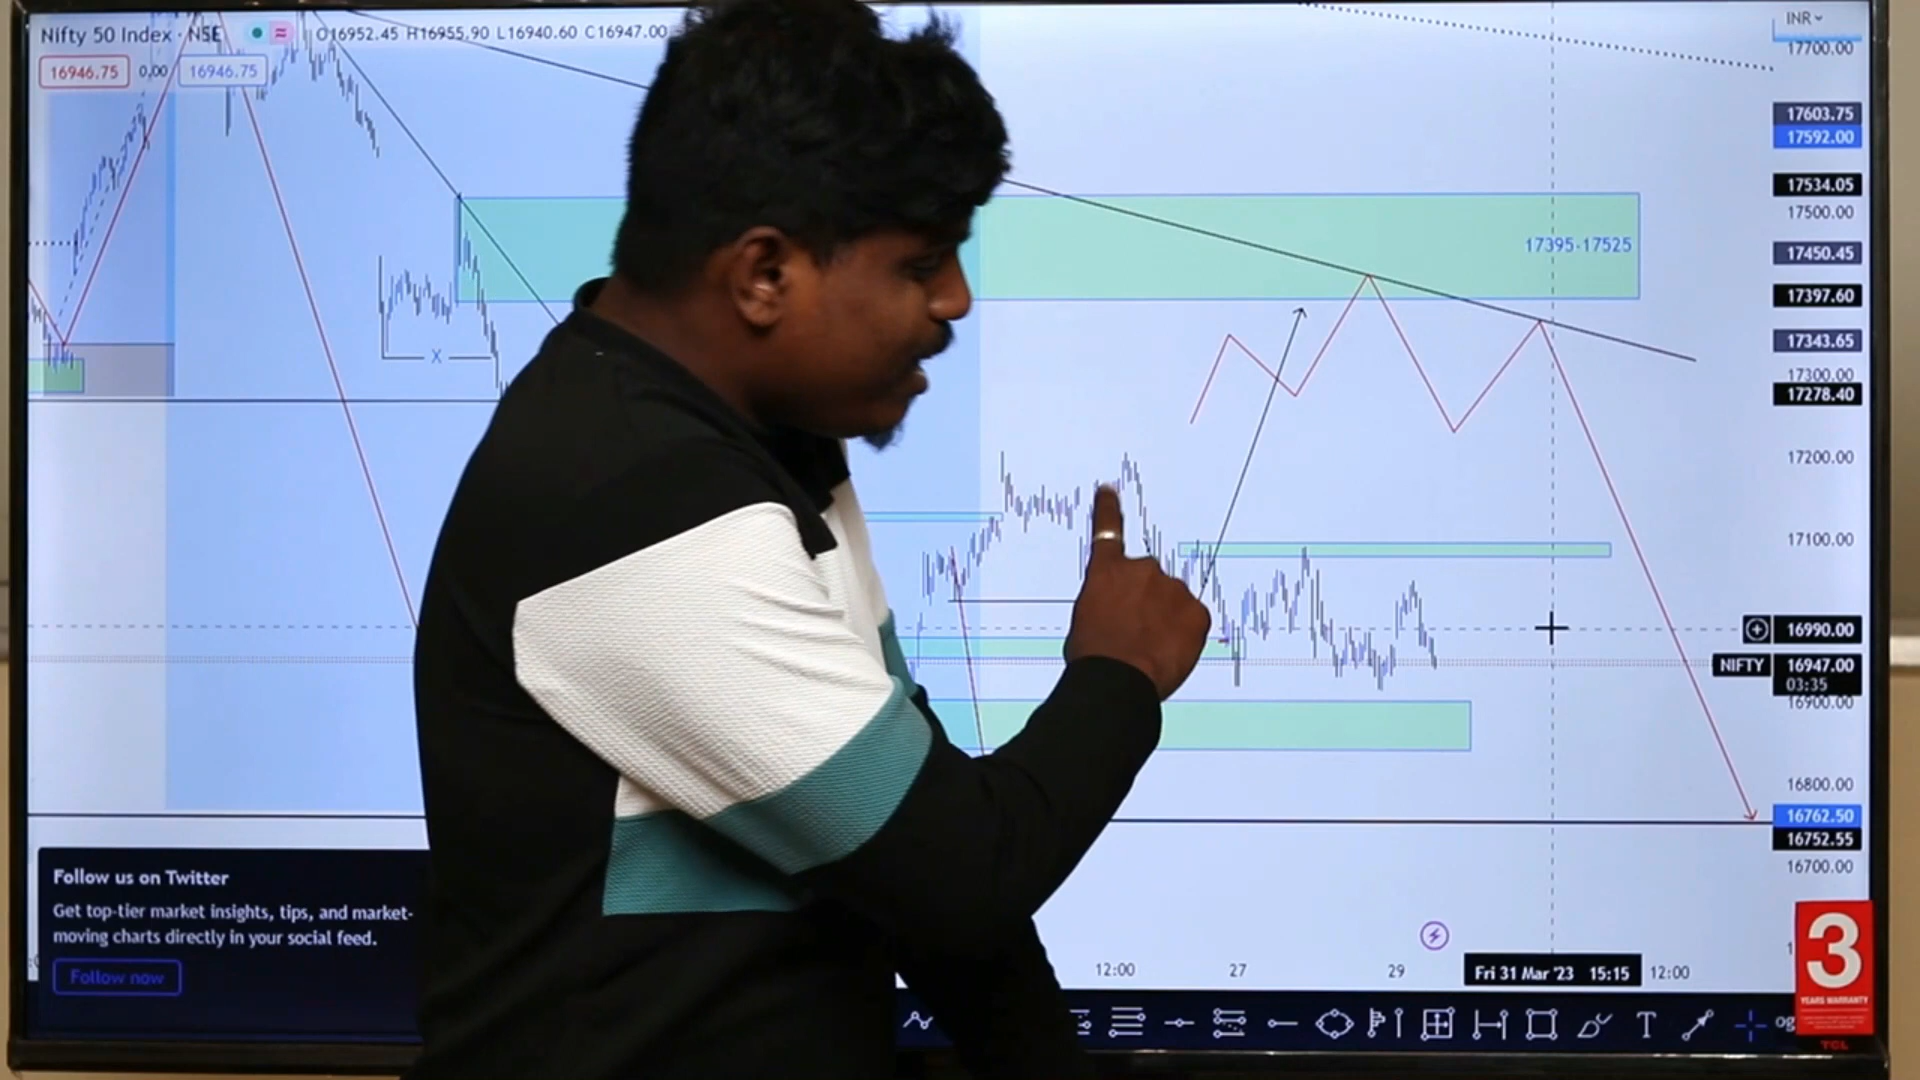 Nifty 50 Index · NSE
O16952.45 H16955.90 L16940.60 C16947.00
16946.75 0.00 16946.75
INR
17700.00
17603.75
17592.00
17534.05
17500.00
17395-17525
17450.45
17397.60
17343.65
X
17300.00
17278.40
17200.00
17100.00
16990.00
NIFTY 16947.00
03:35
16900.00
16800.00
16762.50
16752.55
16700.00
Follow us on Twitter
Get top-tier market insights, tips, and market-
moving charts directly in your social feed.
Follow now
12:00 27 29 Fri 31 Mar '23 15:15 12:00
3
YEARS WARRANTY
T
TCL